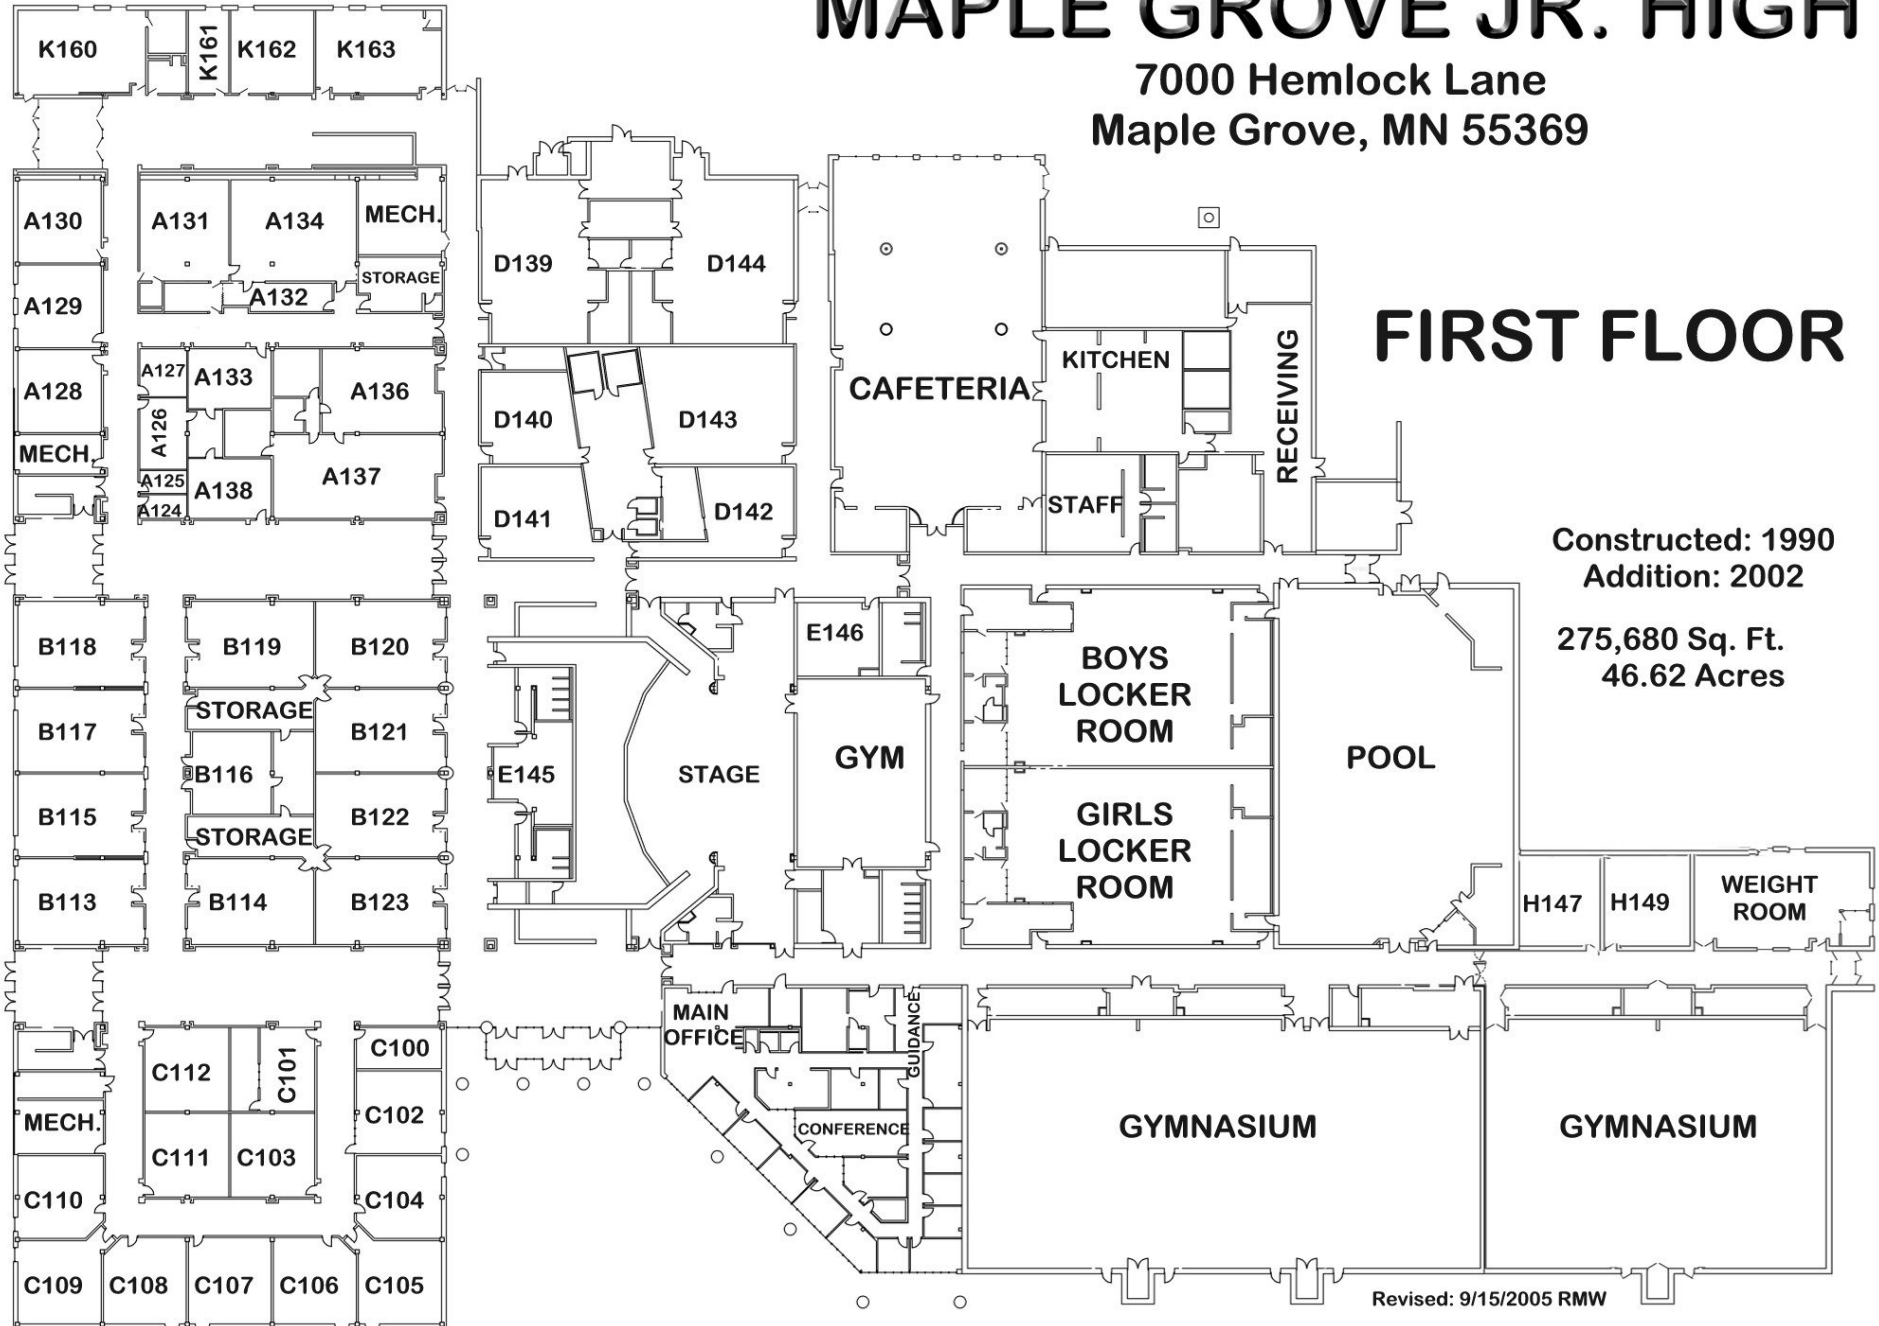 MAPLE GROVE JR. HIGH
7000 Hemlock Lane
Maple Grove, MN 55369
FIRST FLOOR
Constructed: 1990
Addition: 2002
275,680 Sq. Ft.
46.62 Acres
K160
K161
K162
K163
A130
A131
A134
MECH.
STORAGE
A132
A129
A128
MECH.
A127
A133
A136
A126
A125
A124
A138
A137
D139
D144
D140
D143
D141
D142
CAFETERIA
KITCHEN
RECEIVING
STAFF
B118
B119
B120
STORAGE
B117
B121
B116
B115
B122
STORAGE
B113
B114
B123
E145
STAGE
E146
GYM
BOYS
LOCKER
ROOM
GIRLS
LOCKER
ROOM
POOL
H147
H149
WEIGHT
ROOM
C112
C101
C100
C102
MECH.
C111
C103
C110
C104
C109
C108
C107
C106
C105
MAIN
OFFICE
GUIDANCE
CONFERENCE
GYMNASIUM
GYMNASIUM
Revised: 9/15/2005 RMW